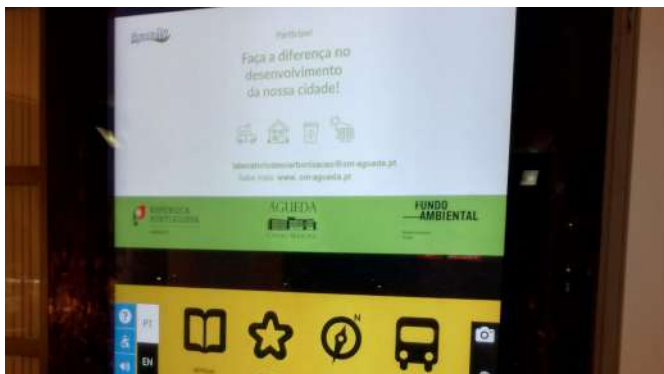 Participe!
Faça a diferença no
desenvolvimento
da nossa cidade!
laboratoriodescarbonizacao@cm-agueda.pt
Saiba mais: www. cm-agueda.pt
REPÚBLICA
PORTUGUESA
ÁGUEDA
FUNDO
AMBIENTAL
?
PT
EN
N